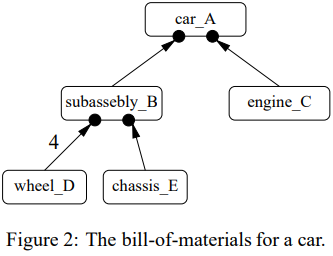 car_A
subassebly_B
engine_C
4
wheel_D
chassis_E
Figure 2: The bill-of-materials for a car.